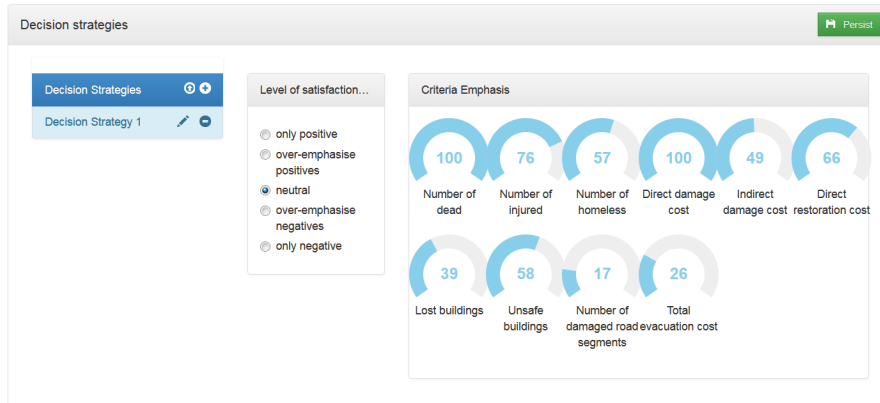 Decision strategies
Persist
Decision Strategies
Decision Strategy 1
Level of satisfaction...
only positive
over-emphasise
positives
neutral
over-emphasise
negatives
only negative
Criteria Emphasis
100 76 57 100 49 66
Number of Number of Number of Direct damage Indirect Direct
dead injured homeless cost damage cost restoration cost
39 58 17 26
Lost buildings Unsafe Number of Total
buildings damaged road evacuation cost
segments